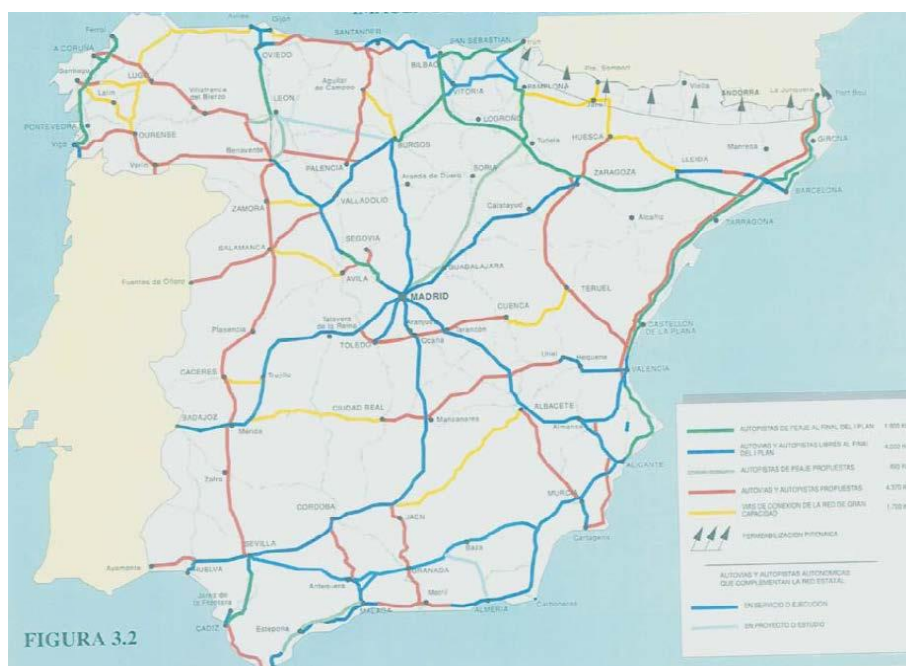 Gijón
Ferrol
A CORUÑA
OVIEDO
SANTANDER
SAN SEBASTIAN
Irún
BILBAO
LUGO
Lalín
Villafranca
del Bierzo
LEON
Aguilar
de Campoo
VITORIA
PAMPLONA
Viella
ANDORRA
La Junquera
Port Bou
PONTEVEDRA
Vigo
OURENSE
LOGROÑO
HUESCA
GIRONA
Verín
Benavente
PALENCIA
BURGOS
Tudela
LLEIDA
Manresa
SORIA
Aranda de Duero
ZARAGOZA
BARCELONA
ZAMORA
VALLADOLID
Calatayud
TARRAGONA
Alcañiz
SALAMANCA
SEGOVIA
GUADALAJARA
AVILA
Fuentes de Oñoro
MADRID
TERUEL
CUENCA
Plasencia
Talavera
de la Reina
Aranjuez
Tarancón
CASTELLON
DE LA PLANA
TOLEDO
Ocaña
Utiel
Requena
VALENCIA
CACERES
Trujillo
BADAJOZ
CIUDAD REAL
ALBACETE
Mérida
Manzanares
Almansa
ALICANTE
Zafra
MURCIA
CORDOBA
JAEN
Cartagena
SEVILLA
Baza
Ayamonte
HUELVA
GRANADA
Antequera
Jerez de
la Frontera
Motril
MALAGA
ALMERIA
Carboneras
CADIZ
Estepona
AUTOPISTAS DE PEAJE AL FINAL DEL I PLAN
AUTOVIAS Y AUTOPISTAS LIBRES AL FINAL
DEL I PLAN
AUTOPISTAS DE PEAJE PROPUESTAS
AUTOVIAS Y AUTOPISTAS PROPUESTAS
VIAS DE CONEXION DE LA RED DE GRAN
CAPACIDAD
PERMEABILIZACION PIRENAICA
AUTOVIAS Y AUTOPISTAS AUTONOMICAS
QUE COMPLEMENTAN LA RED ESTATAL
EN SERVICIO O EJECUCION
EN PROYECTO O ESTUDIO
FIGURA 3.2